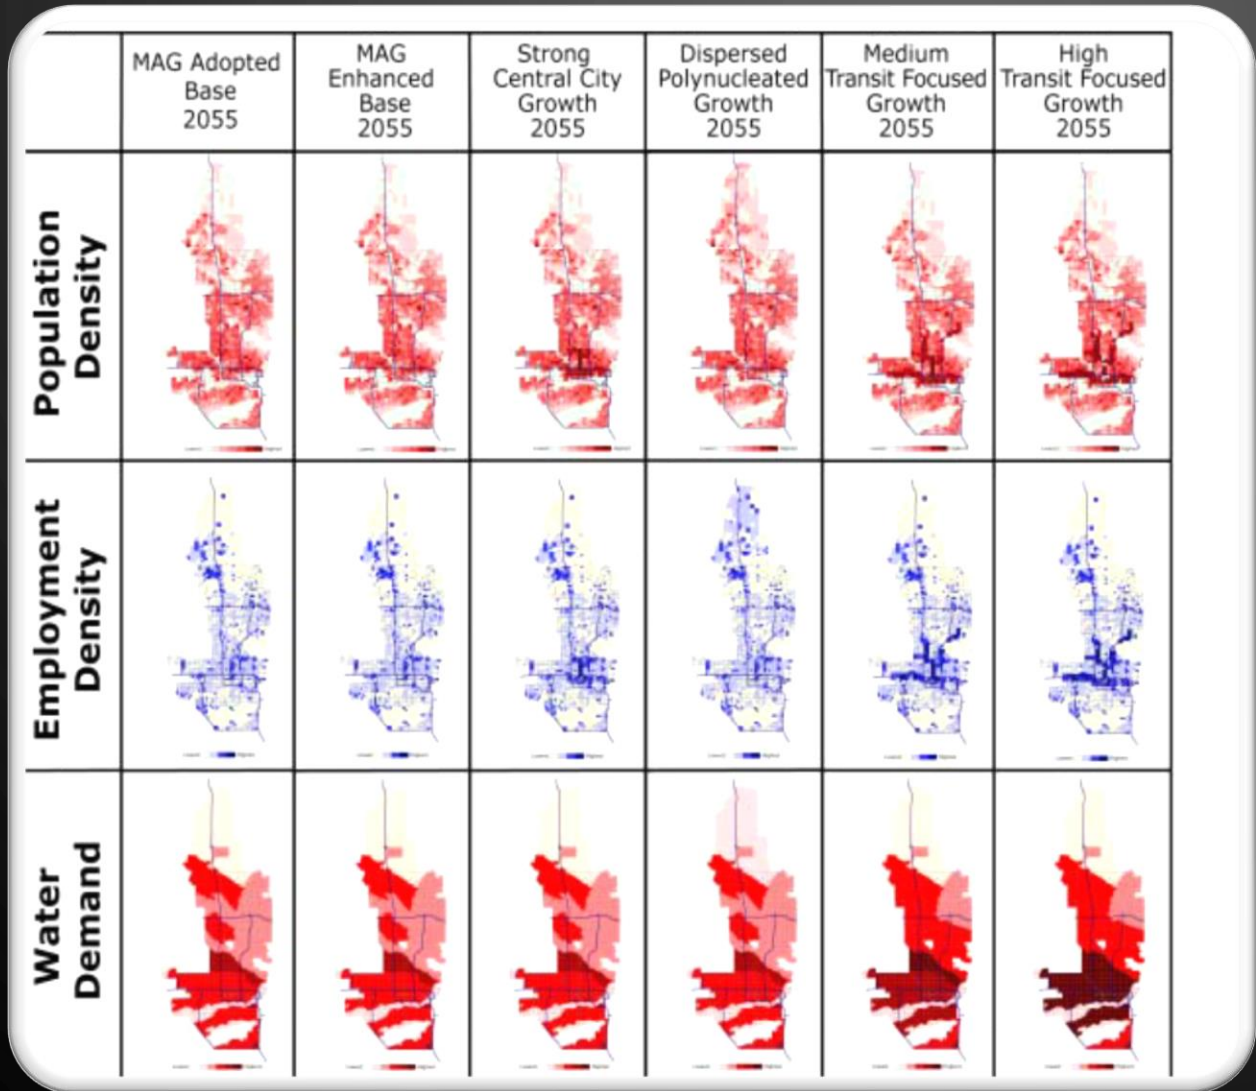 MAG Adopted
Base
2055
MAG
Enhanced
Base
2055
Strong
Central City
Growth
2055
Dispersed
Polynucleated
Growth
2055
Medium
Transit Focused
Growth
2055
High
Transit Focused
Growth
2055
Population
Density
Employment
Density
Water
Demand